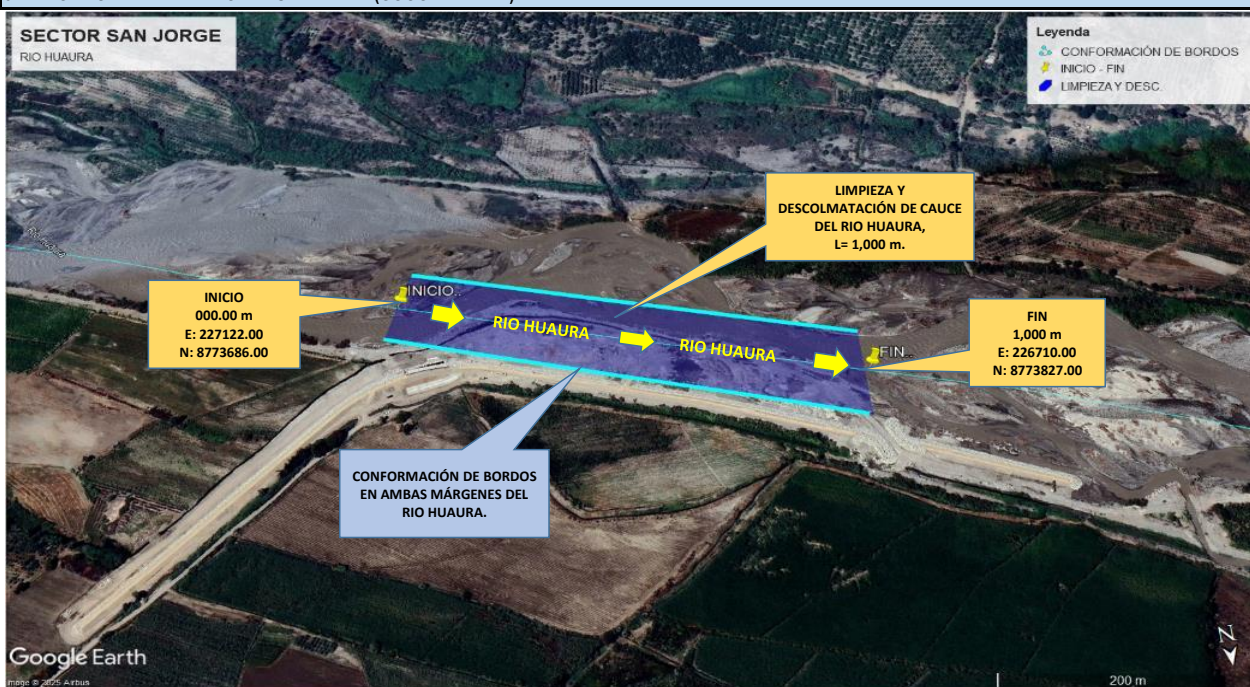 SECTOR SAN JORGE
RIO HUAURA
Leyenda
CONFORMACIÓN DE BORDOS
INICIO - FIN
LIMPIEZA Y DESC.
LIMPIEZA Y
DESCOLMATACIÓN DE CAUCE
DEL RIO HUAURA,
L= 1,000 m.
INICIO
000.00 m
E: 227122.00
N: 8773686.00
INICIO..
RIO HUAURA
RIO HUAURA
FIN...
FIN
1,000 m
E: 226710.00
N: 8773827.00
CONFORMACIÓN DE BORDOS
EN AMBAS MÁRGENES DEL
RIO HUAURA.
Google Earth
Image © 2025 Airbus
N
200 m